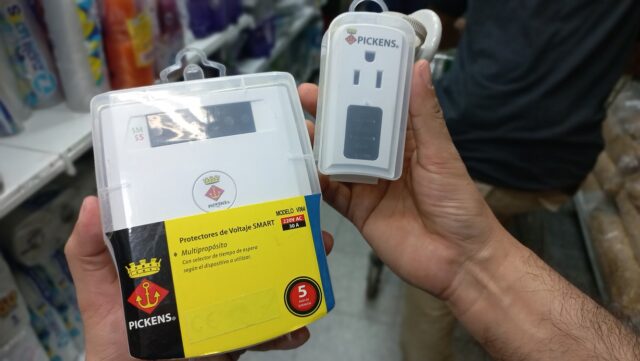 PICKENS®
PICKENS®
Protectores de Voltaje SMART
MODELO
220V AC
30 A
• Multipropósito
Con selector de tiempo de espera
según el dispositivo a utilizar.
5
PICKENS®